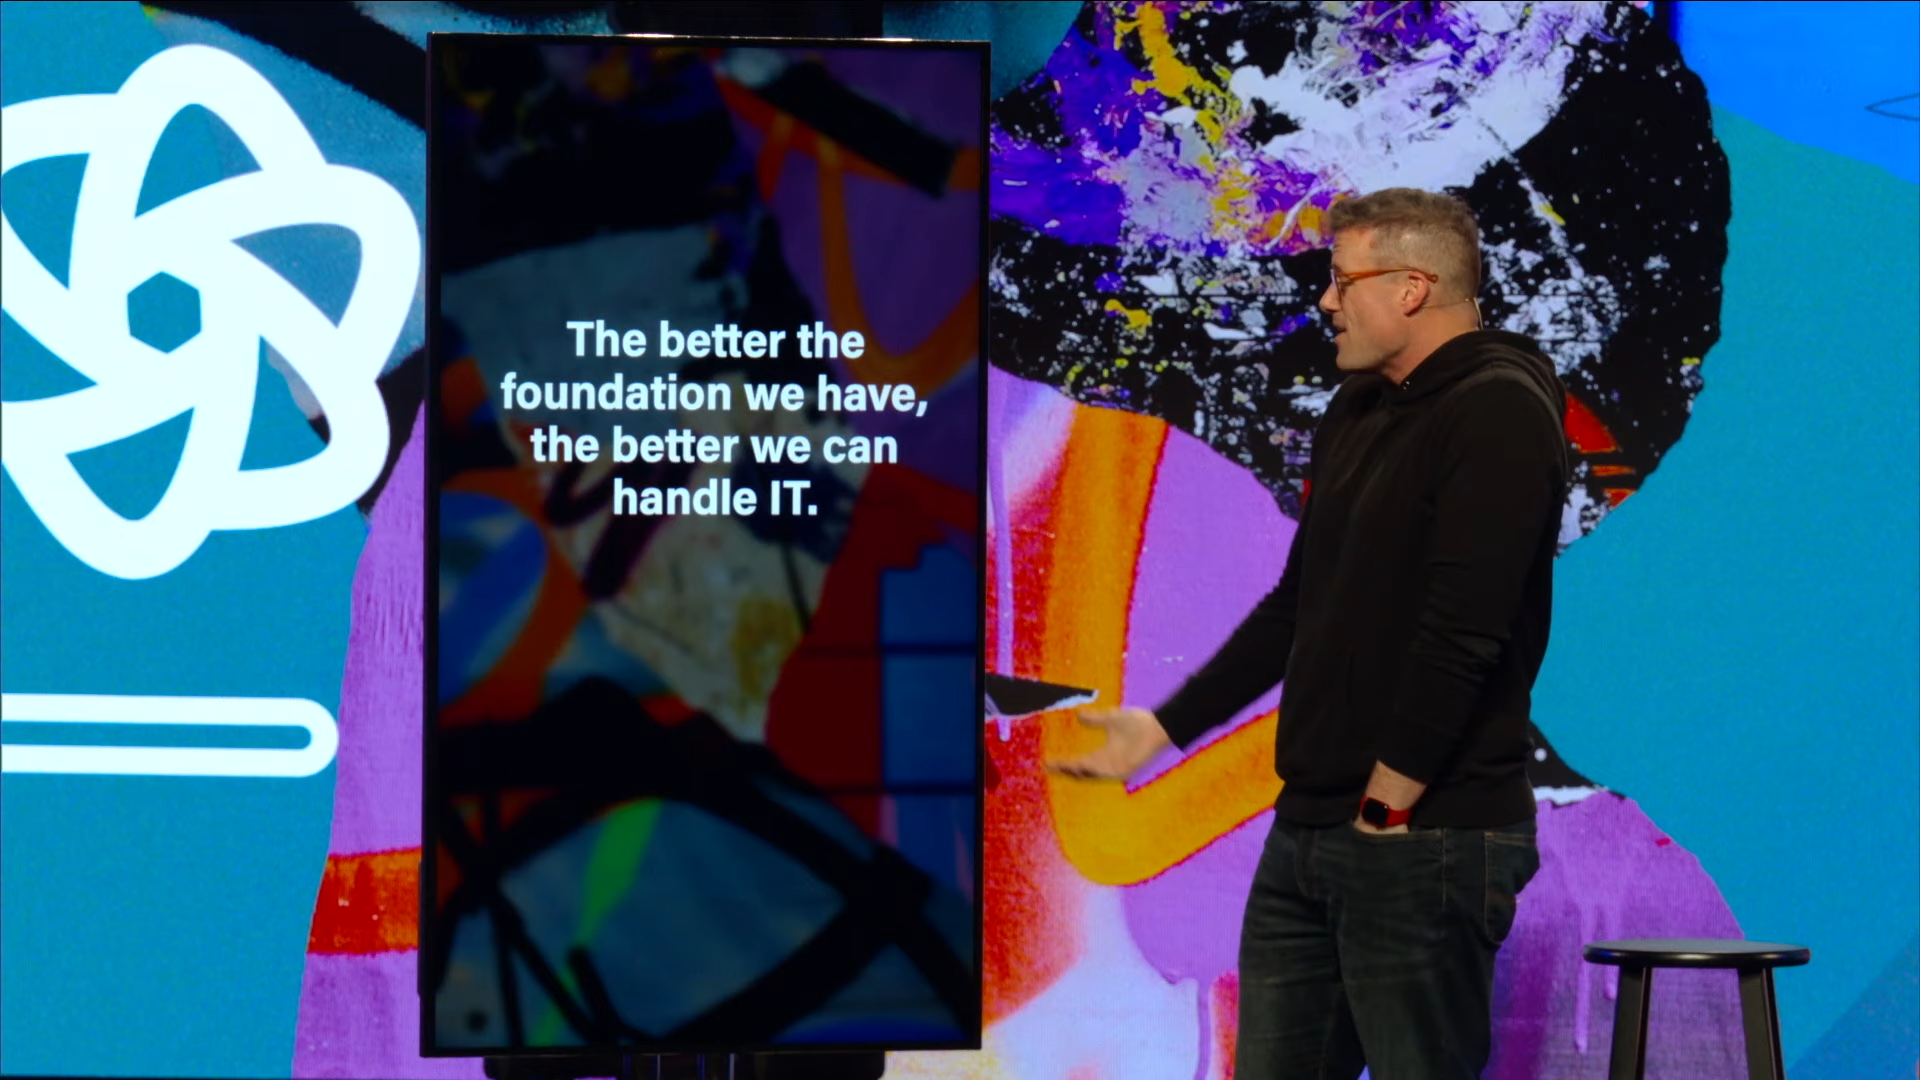 The better the
foundation we have,
the better we can
handle IT.